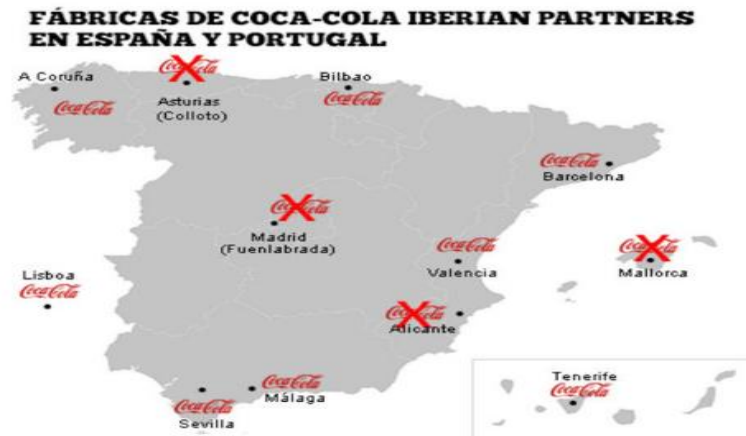 FÁBRICAS DE COCA-COLA IBERIAN PARTNERS
EN ESPAÑA Y PORTUGAL
A Coruña
Coca-Cola
Coca-Cola
Asturias
(Colloto)
Bilbao
Coca-Cola
Coca-Cola
Barcelona
Coca-Cola
Madrid
(Fuenlabrada)
Coca-Cola
Valencia
Coca-Cola
Mallorca
Lisboa
Coca-Cola
Coca-Cola
Alicante
Coca-Cola
Málaga
Coca-Cola
Sevilla
Tenerife
Coca-Cola